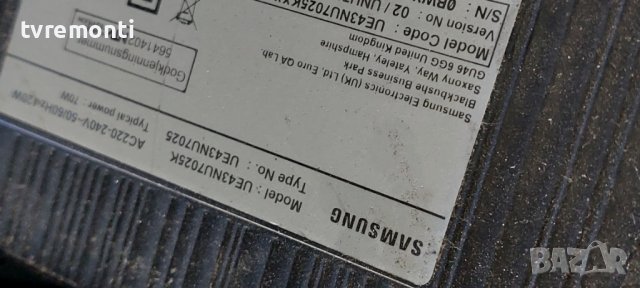 tvremonti
SAMSUNG
Model : UE43NU7025K
Type No. : UE43NU7025
AC220-240V~50/60Hz
Typical power : 70W
Samsung Electronics (UK) Ltd, Euro QA Lab.
Blackbushe Business Park
Saxony Way, Yateley, Hampshire
GU46 6GG United Kingdom
Godkjenningsnummer
Model Code : UE43NU7025KXX
Version No : 02 /
S/N :
BAZAR